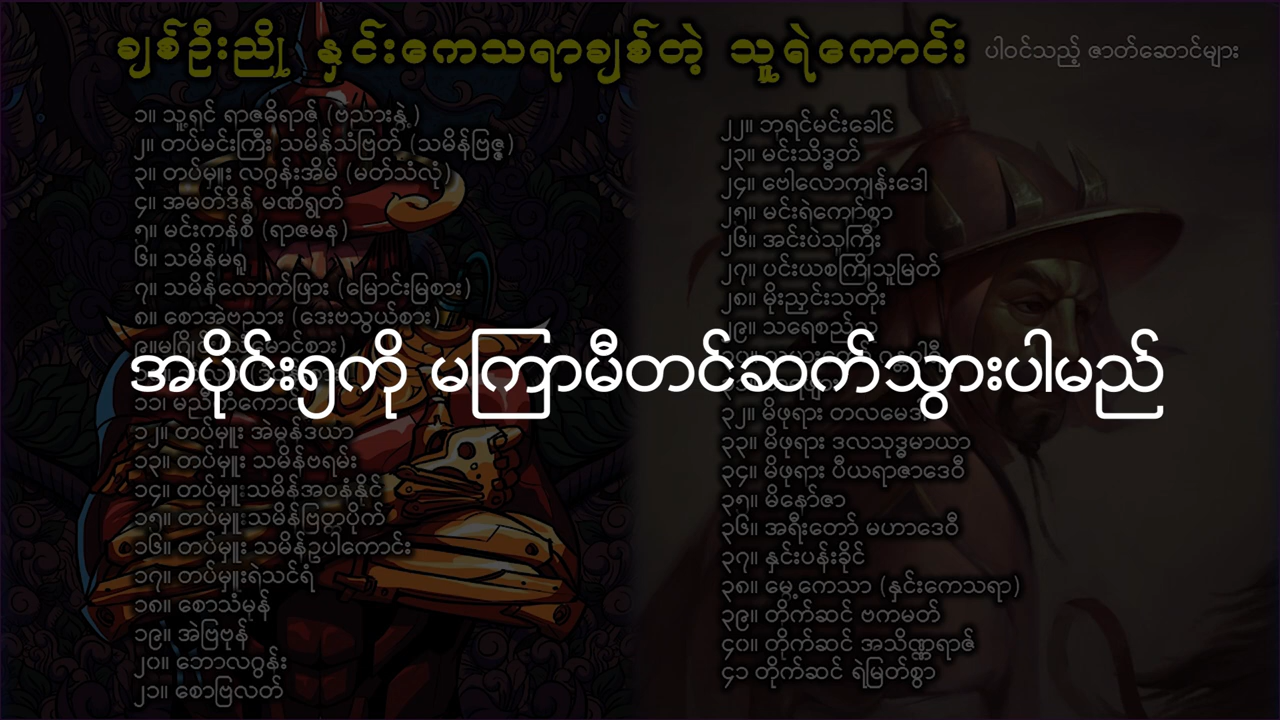 ချစ်ဦးညို နှင်းကေသရာချစ်တဲ့ သူရဲကောင်း ပါဝင်သည့် ဇာတ်ဆောင်များ
၁။ သူရင် ရာဇဓိရာဇ် (ဗညားနွဲ့)
၂။ တပ်မင်းကြီး သမိန်သံဗြတ် (သမိန်ဗြဇ္ဇ)
၃။ တပ်မှူး လဂွန်းအိမ် (မတ်သံလုံ)
၄။ အမတ်ဒိန် မဏိရွတ်
၅။ မင်းကန်စီ (ရာဇမန)
၆။ သမိန်မရူ
၇။ သမိန်လောက်ဖြား (မြောင်းမြစား)
၈။ စောအဲဗညား (ဒေးဗသွယ်စား)
အပိုင်း၅ကို မကြာမီတင်ဆက်သွားပါမည်
၁၂။ တပ်မှူး အဲမွန်ဒယာ
၁၃။ တပ်မှူး သမိန်ဗရမ်း
၁၄။ တပ်မှူးသမိန်အဝနံနိုင်
၁၅။ တပ်မှူးသမိန်ဗြတ္တပိုက်
၁၆။ တပ်မှူး သမိန်ဥပါကောင်း
၁၇။ တပ်မှူးရဲသင်ရံ
၁၈။ စောသံမုန်
၁၉။ အဲဗြဗုန်
၂၀။ ဘောလဂွန်း
၂၁။ စောဗြလတ်
၂၂။ ဘုရင်မင်းခေါင်
၂၃။ မင်းသိဒ္ဓတ်
၂၄။ ဗေါလောကျန်းဒေါ
၂၅။ မင်းရဲကျော်စွာ
၂၆။ အင်းပဲသူကြီး
၂၇။ ပင်းယစကြိုသူမြတ်
၂၈။ မိုးညှင်းသတိုး
၃၂။ မိဖုရား တလမေဒါ
၃၃။ မိဖုရား ဒလသုဒ္ဓမာယာ
၃၄။ မိဖုရား ပီယရာဇာဒေဝီ
၃၅။ မိနော်ဇာ
၃၆။ အရီးတော် မဟာဒေဝီ
၃၇။ နှင်းပန်းခိုင်
၃၈။ မေ့ကေသာ (နှင်းကေသရာ)
၃၉။ တိုက်ဆင် ဗကမတ်
၄၀။ တိုက်ဆင် အသိဏ္ဏရာဇ်
၄၁ တိုက်ဆင် ရဲမြတ်စွာ